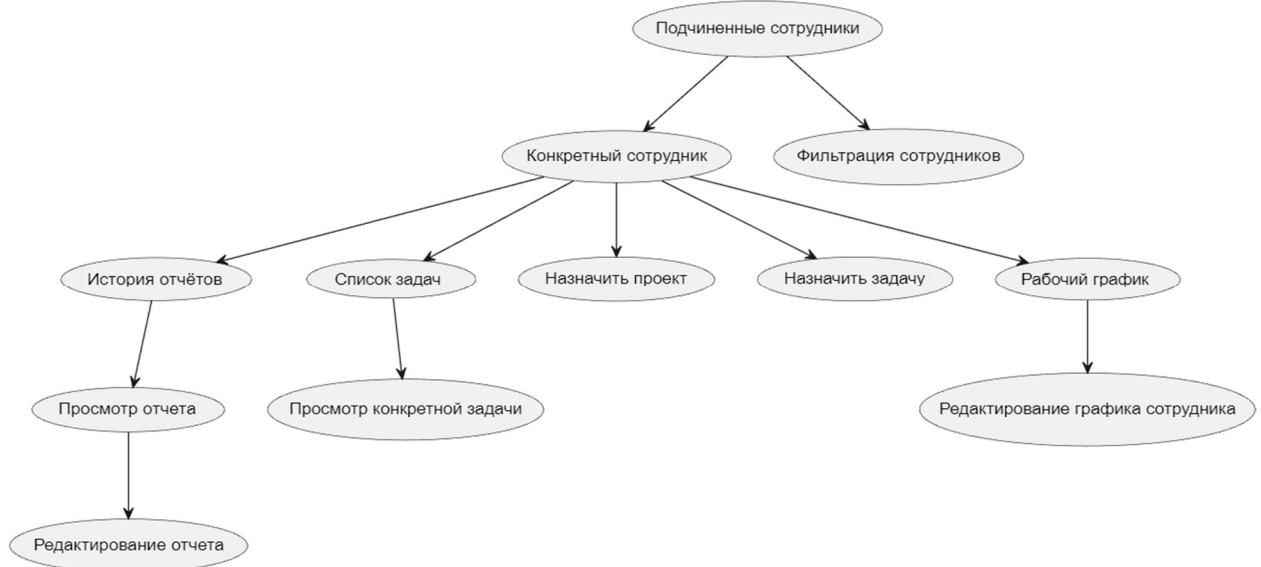 Подчиненные сотрудники
Конкретный сотрудник
Фильтрация сотрудников
История отчётов
Список задач
Назначить проект
Назначить задачу
Рабочий график
Просмотр отчета
Просмотр конкретной задачи
Редактирование графика сотрудника
Редактирование отчета